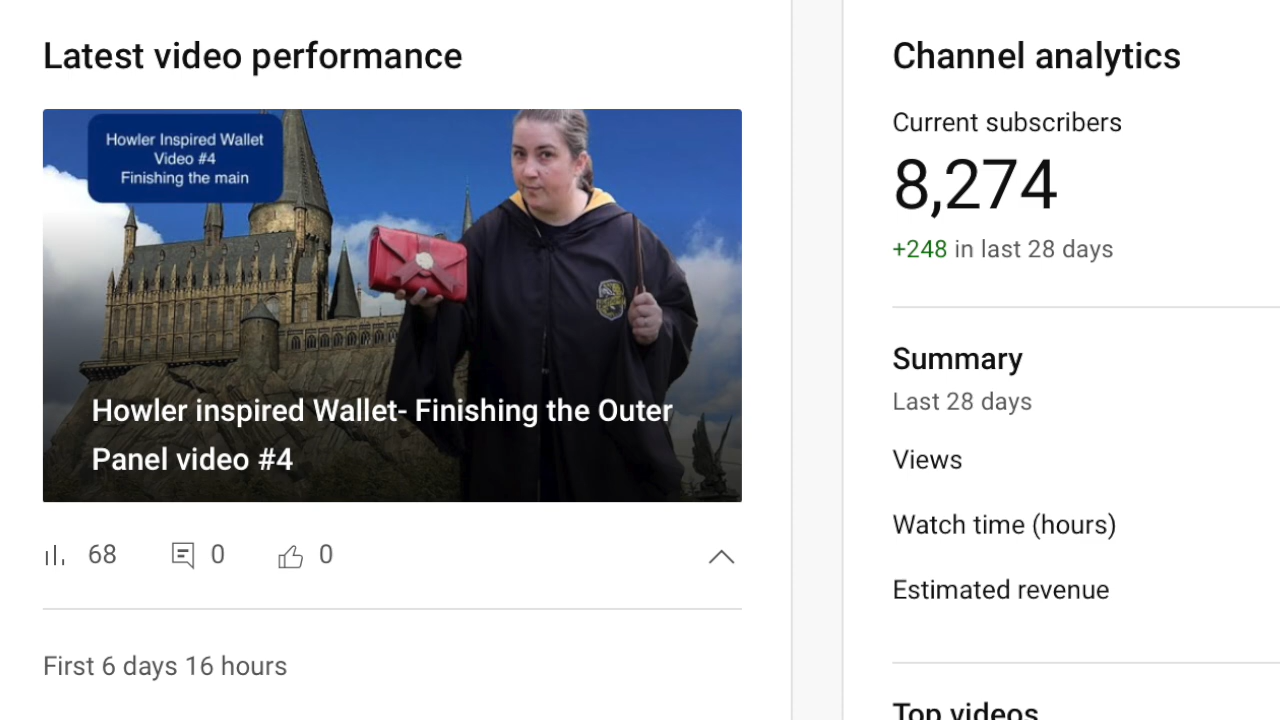 Latest video performance
Howler Inspired Wallet
Video #4
Finishing the main
Howler inspired Wallet- Finishing the Outer
Panel video #4
68 0 0
First 6 days 16 hours
Channel analytics
Current subscribers
8,274
+248 in last 28 days
Summary
Last 28 days
Views
Watch time (hours)
Estimated revenue
Top videos